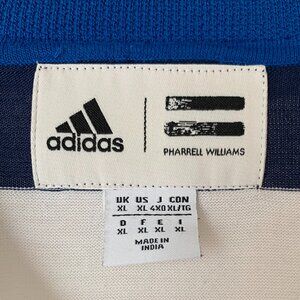 adidas
PHARRELL WILLIAMS
UK US J CDN
XL XL 4XO XL/TG
D F E I
XL XL XL XL
MADE IN
INDIA